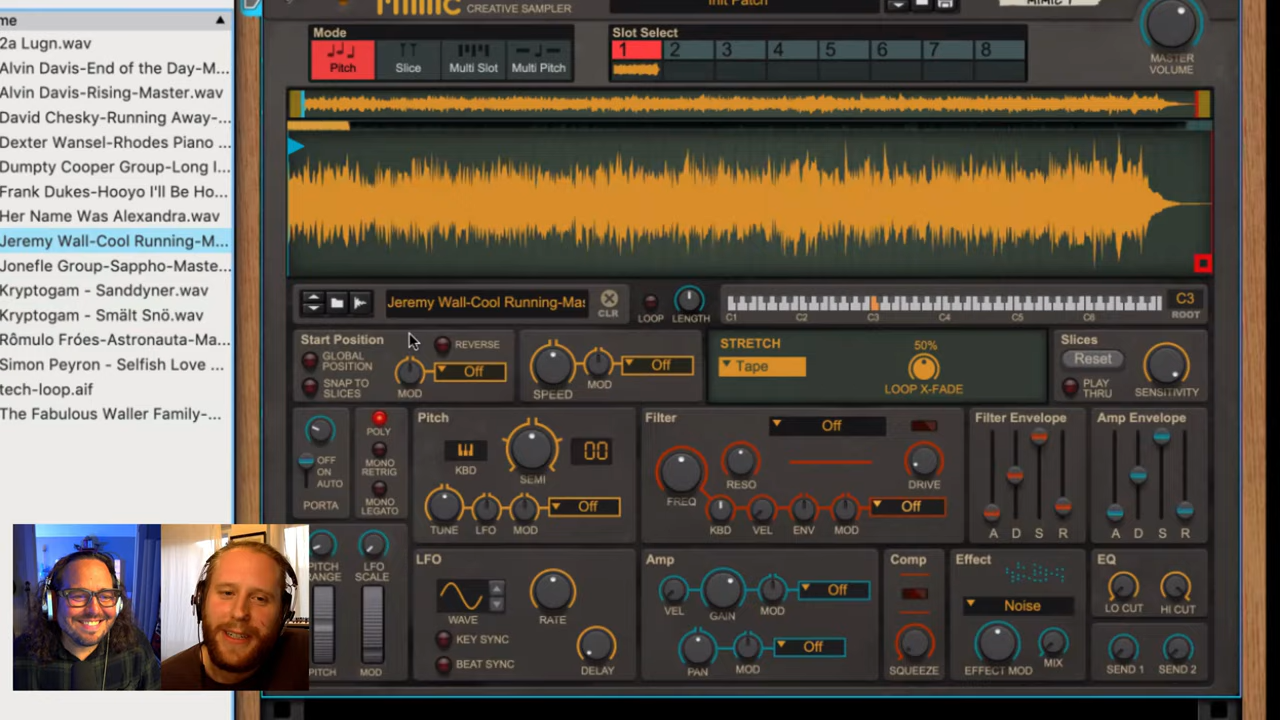 me
2a Lugn.wav
Alvin Davis-End of the Day-M...
Alvin Davis-Rising-Master.wav
David Chesky-Running Away-...
Dexter Wansel-Rhodes Piano ...
Dumpty Cooper Group-Long I...
Frank Dukes-Hooyo I'll Be Ho...
Her Name Was Alexandra.wav
Jeremy Wall-Cool Running-M...
Jonefle Group-Sappho-Maste...
Kryptogam - Sanddyner.wav
Kryptogam - Smält Snö.wav
Rômulo Fróes-Astronauta-Ma...
Simon Peyron - Selfish Love ...
tech-loop.aif
The Fabulous Waller Family-...
Mimic CREATIVE SAMPLER
Init Patch
MIMIC 1
MASTER VOLUME
Mode
Pitch Slice Multi Slot Multi Pitch
Slot Select
1 2 3 4 5 6 7 8
Jeremy Wall-Cool Running-Mas
CLR LOOP LENGTH
C1 C2 C3 C4 C5 C6
C3
ROOT
Start Position
GLOBAL POSITION
SNAP TO SLICES
REVERSE
MOD Off
SPEED MOD Off
STRETCH
Tape
50%
LOOP X-FADE
Slices
Reset
PLAY THRU
SENSITIVITY
OFF
ON
AUTO
PORTA
POLY
MONO RETRIG
MONO LEGATO
Pitch
KBD SEMI 00
TUNE LFO MOD Off
Filter
Off
FREQ RESO DRIVE
KBD VEL ENV MOD Off
Filter Envelope
A D S R
Amp Envelope
A D S R
PITCH RANGE
LFO SCALE
PITCH MOD
LFO
WAVE RATE
KEY SYNC
BEAT SYNC
DELAY
Amp
VEL GAIN MOD Off
PAN MOD Off
Comp
SQUEEZE
Effect
Noise
EFFECT MOD MIX
EQ
LO CUT HI CUT
SEND 1 SEND 2